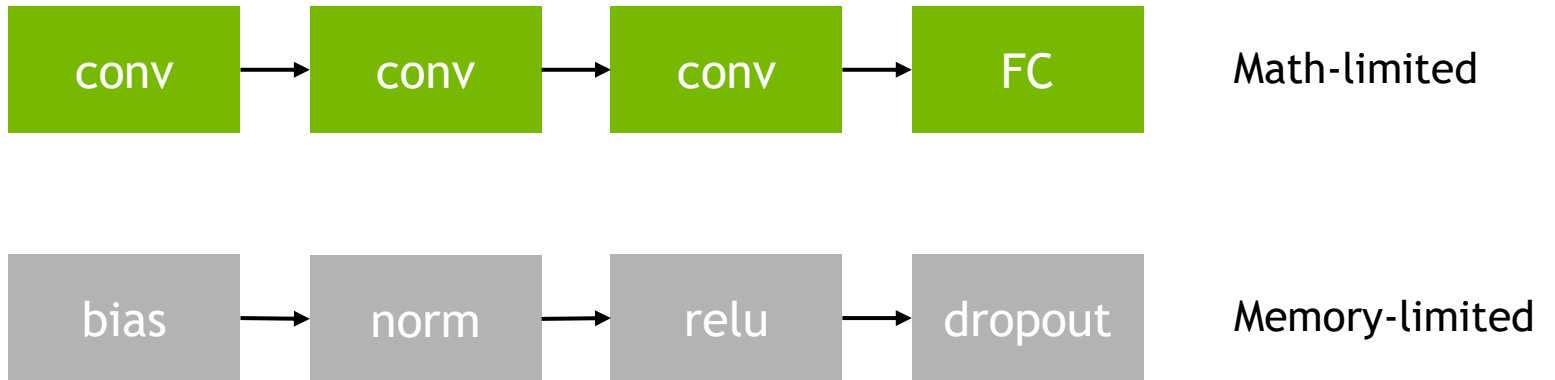 conv conv conv FC Math-limited
bias norm relu dropout Memory-limited